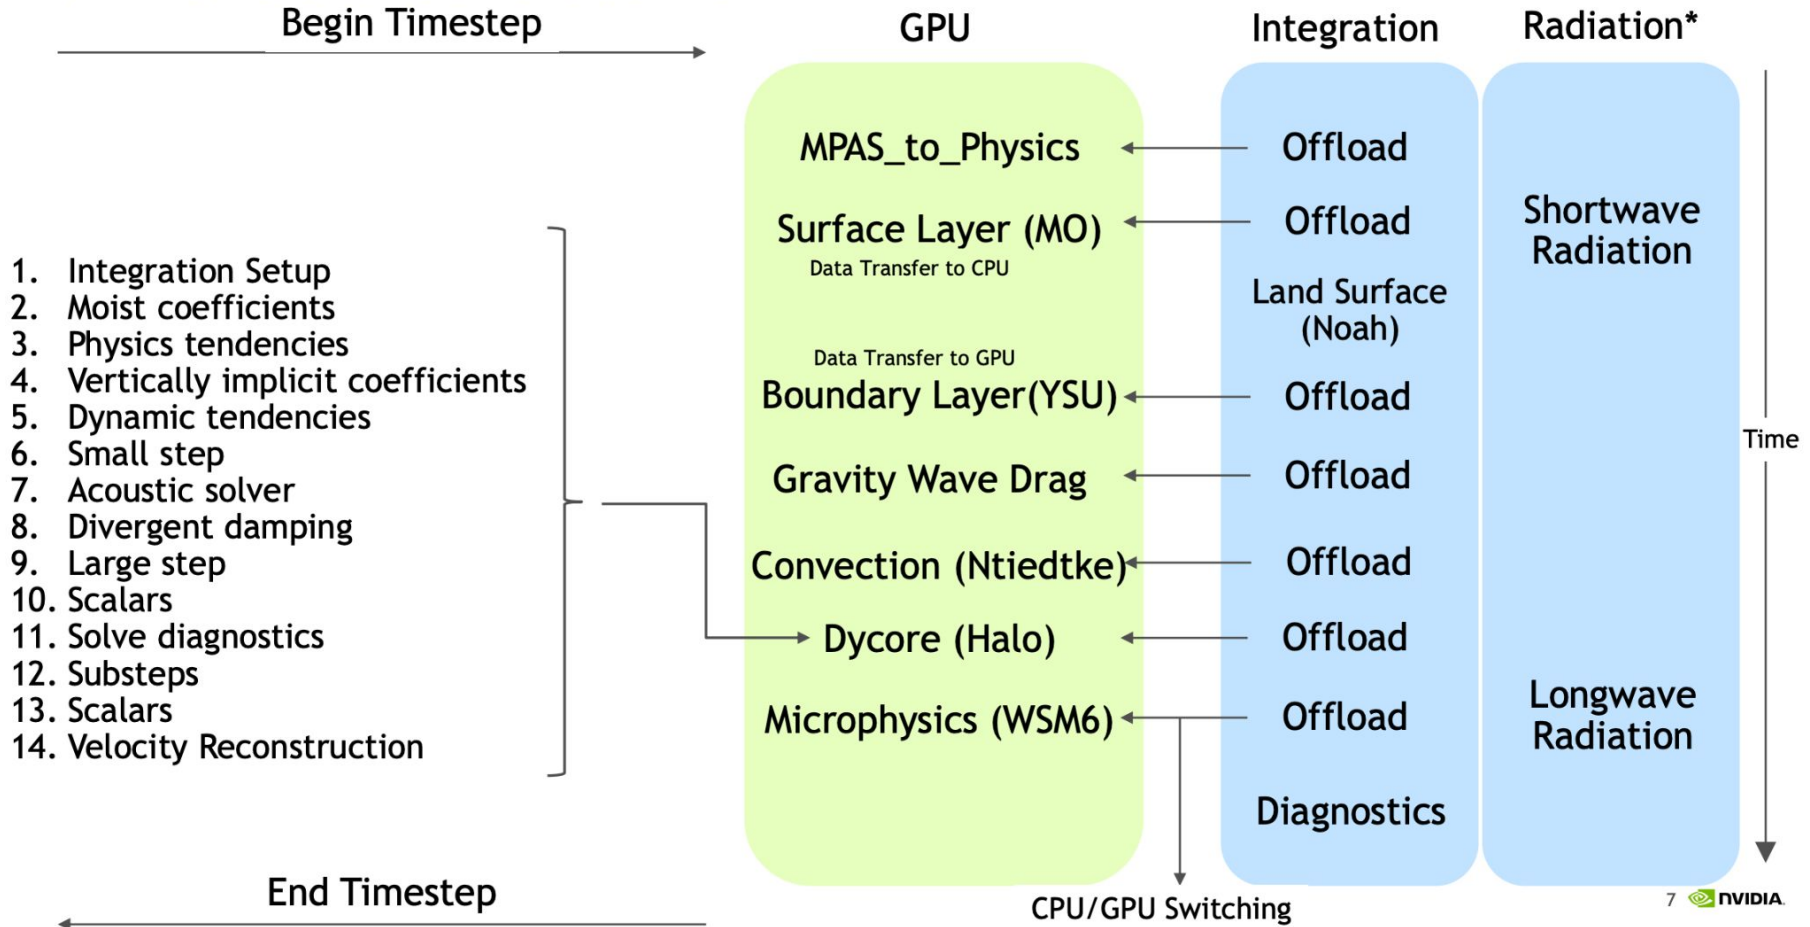 Begin Timestep
GPU
Integration
Radiation*
MPAS_to_Physics
Offload
Surface Layer (MO)
Offload
Shortwave
Radiation
Data Transfer to CPU
Land Surface
(Noah)
Data Transfer to GPU
Boundary Layer(YSU)
Offload
Gravity Wave Drag
Offload
Convection (Ntiedtke)
Offload
Dycore (Halo)
Offload
Microphysics (WSM6)
Offload
Longwave
Radiation
Diagnostics
Time
1. Integration Setup
2. Moist coefficients
3. Physics tendencies
4. Vertically implicit coefficients
5. Dynamic tendencies
6. Small step
7. Acoustic solver
8. Divergent damping
9. Large step
10. Scalars
11. Solve diagnostics
12. Substeps
13. Scalars
14. Velocity Reconstruction
End Timestep
CPU/GPU Switching
7 NVIDIA.